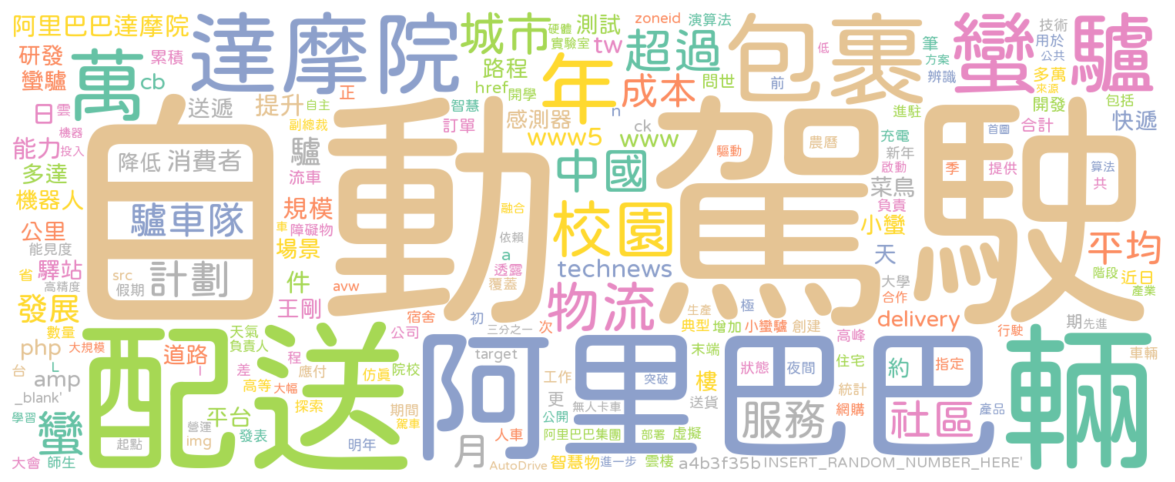 阿里巴巴達摩院
達摩院
城市
硬體
測試
zoneid
演算法
包裹
蠻
驢
技術
用於
公共
低
研發
累積
萬
實驗室
tw
超過
筆
方案
辨識
多萬
來源
蠻驢
cb
路程
年
成本
問世
前
進駐
開發
包括
日
雲
送遞
提升
自主
正
智慧
href
開學
感測器
n
ck
充電
合計
快遞
機器
投入
能力
副總裁
訂單
www5
www
農曆
新年
首圖
多達
降低
消費者
驢
流車
中國
驅動
啟動
季
提供
算法
共
機器人
自動駕駛
菜鳥
負責
驢車隊
規模
障礙物
融合
校園
小蠻
公里
能見度
車
場景
依賴
平均
省
驛站
高精度
src
假期
計劃
件
a
透露
覆蓋
technews
天
大學
合作
階段
近日
產業
發展
王剛
avw
物流
生產
極
delivery
行駛
數量
宿舍
初
三分之一
次
典型
增加
小蠻驢
創建
高峰
期
先進
配送
天氣
負責人
公司
阿里巴巴
輛
車輛
php
大規模
道路
程
target
末端
住宅
台
L
I
差
應付
仿真
院校
工作
突破
樓
狀態
夜間
約
指定
amp
_blank'
高等
大幅
探索
更
無人卡車
送貨
統計
網購
產品
學習
蠻
平台
期間
駕車
公開
服務
社區
營運
發表
明年
月
人車
阿里巴巴集團
部署
虛擬
大會
師生
起點
img
AutoDrive
智慧物
進一步
雲棲
a4b3f35b
INSERT_RANDOM_NUMBER_HERE'